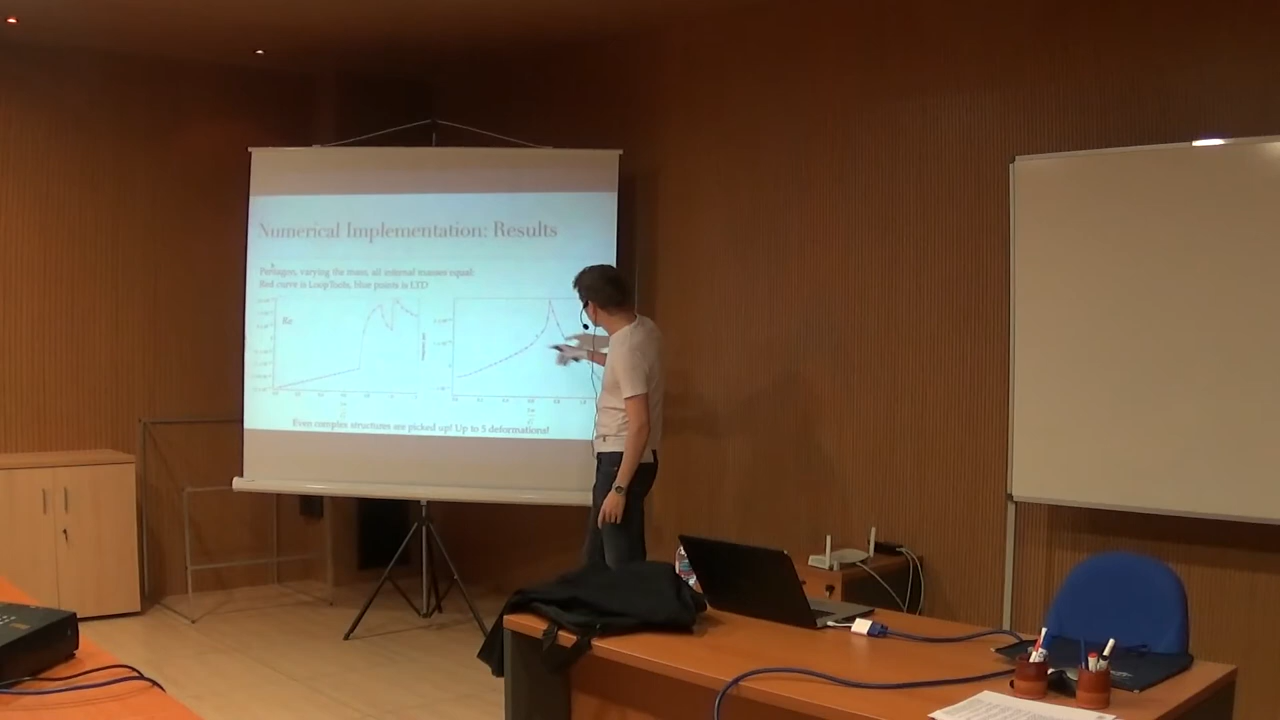 Numerical Implementation: Results
Pentagon, varying the mass, all internal masses equal:
Red curve is LoopTools, blue points is LTD
Re
Even complex structures are picked up! Up to 5 deformations!